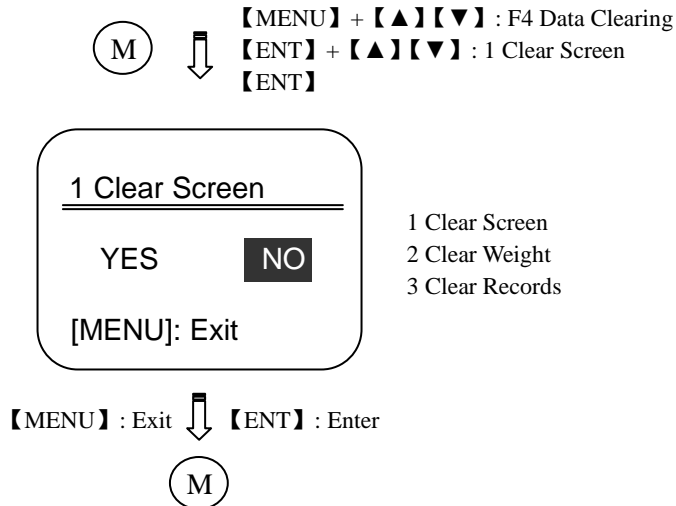 M
【MENU】+【▲】【▼】: F4 Data Clearing
【ENT】+【▲】【▼】: 1 Clear Screen
【ENT】
1 Clear Screen
YES NO
[MENU]: Exit
1 Clear Screen
2 Clear Weight
3 Clear Records
【MENU】: Exit 【ENT】: Enter
M